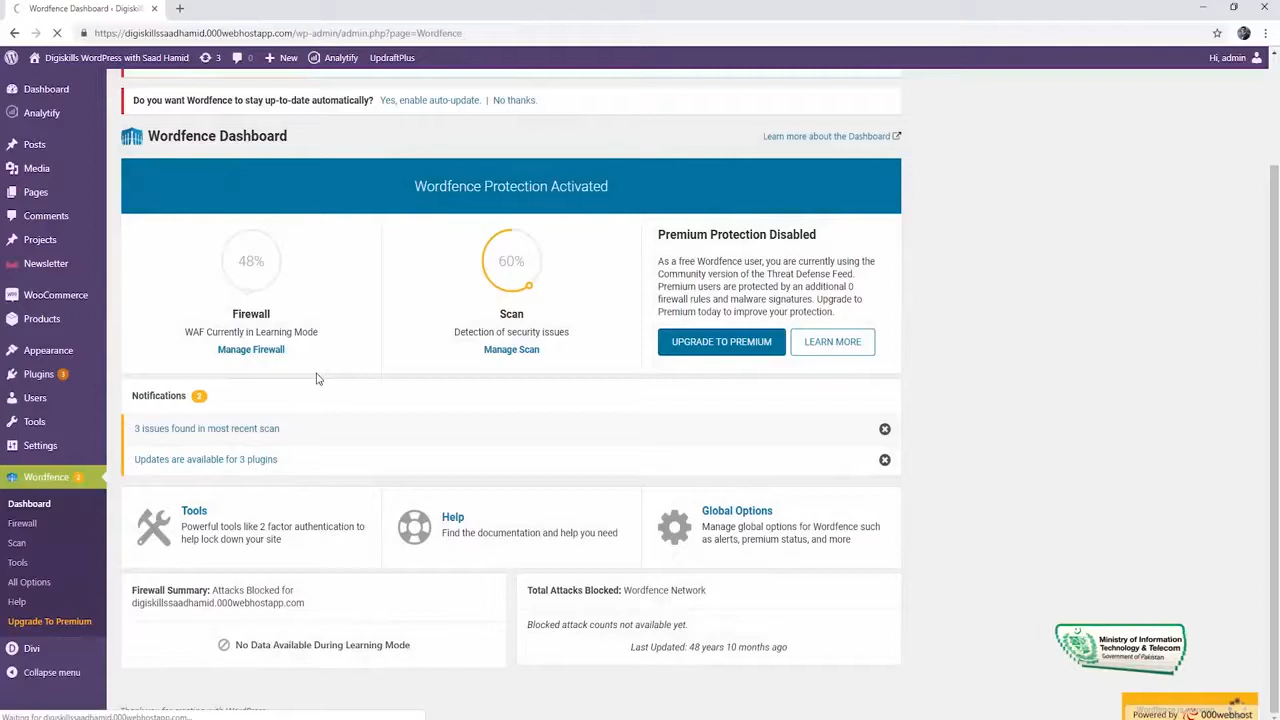 Wordfence Dashboard ‹ Digiskil
https://digiskillssaadhamid.000webhostapp.com/wp-admin/admin.php?page=Wordfence
Digiskills WordPress with Saad Hamid
3
0
New
Analytify
UpdraftPlus
Hi, admin
Dashboard
Analytify
Posts
Media
Pages
Comments
Projects
Newsletter
WooCommerce
Products
Appearance
Plugins 3
Users
Tools
Settings
Wordfence 2
Dashboard
Firewall
Scan
Tools
All Options
Help
Upgrade To Premium
Divi
Collapse menu
Do you want Wordfence to stay up-to-date automatically? Yes, enable auto-update. | No thanks.
Wordfence Dashboard
Learn more about the Dashboard
Wordfence Protection Activated
48%
Firewall
WAF Currently in Learning Mode
Manage Firewall
60%
Scan
Detection of security issues
Manage Scan
Premium Protection Disabled
As a free Wordfence user, you are currently using the
Community version of the Threat Defense Feed.
Premium users are protected by an additional 0
firewall rules and malware signatures. Upgrade to
Premium today to improve your protection.
UPGRADE TO PREMIUM
LEARN MORE
Notifications 2
3 issues found in most recent scan
Updates are available for 3 plugins
Tools
Powerful tools like 2 factor authentication to
help lock down your site
Help
Find the documentation and help you need
Global Options
Manage global options for Wordfence such
as alerts, premium status, and more
Firewall Summary: Attacks Blocked for
digiskillssaadhamid.000webhostapp.com
No Data Available During Learning Mode
Total Attacks Blocked: Wordfence Network
Blocked attack counts not available yet.
Last Updated: 48 years 10 months ago
Ministry of Information
Technology & Telecom
Government of Pakistan
Powered by 000webhost
Waiting for digiskillssaadhamid.000webhostapp.com...